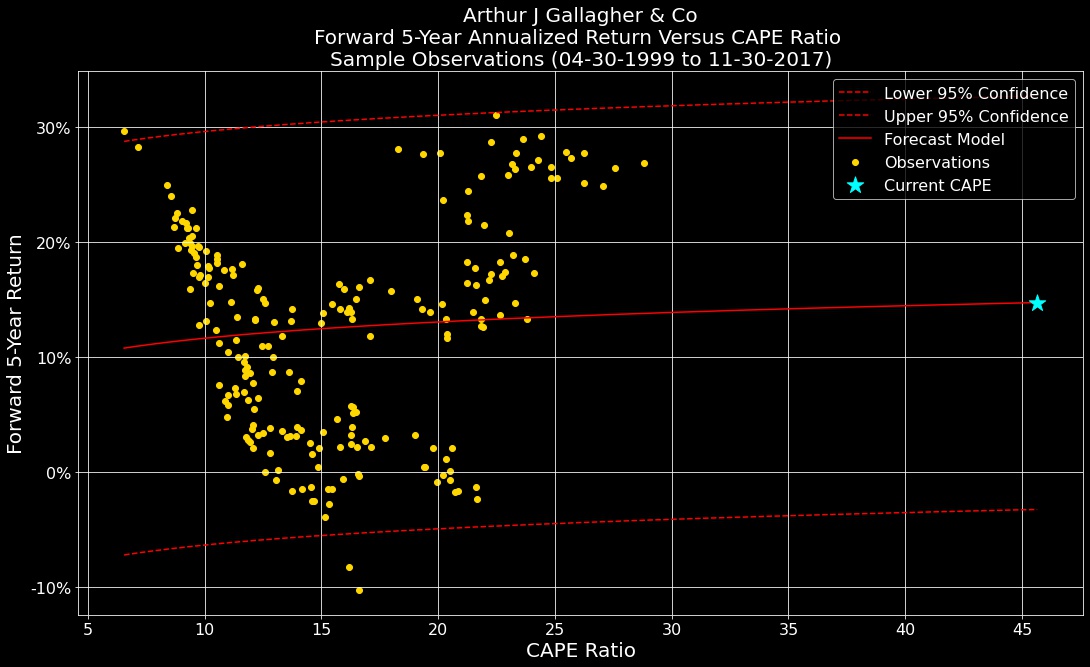 Arthur J Gallagher & Co
Forward 5-Year Annualized Return Versus CAPE Ratio
Sample Observations (04-30-1999 to 11-30-2017)
Lower 95% Confidence
Upper 95% Confidence
Forecast Model
Observations
Current CAPE
Forward 5-Year Return
30%
20%
10%
0%
-10%
5 10 15 20 25 30 35 40 45
CAPE Ratio